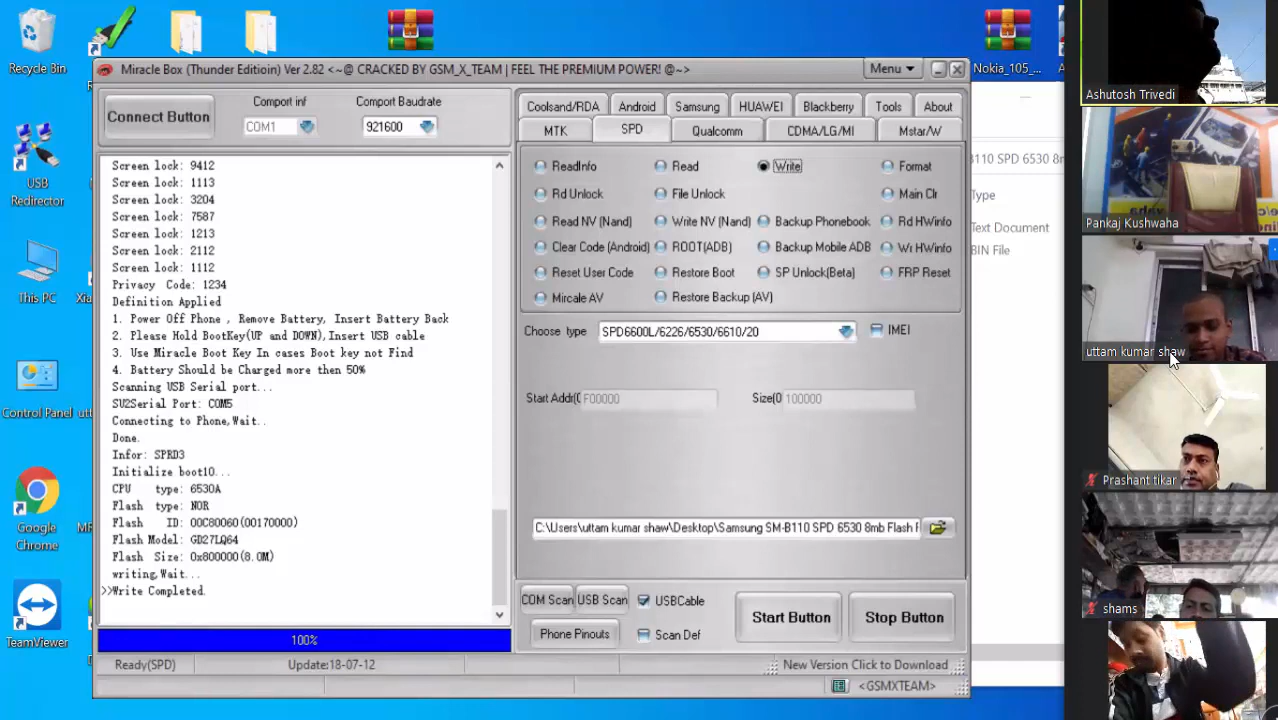 Recycle Bin
USB
Redirector
This PC
Xia
Control Panel
ut
Google
Chrome
MR
TeamViewer
Nokia_105_...
A
Miracle Box (Thunder Editioin) Ver 2.82 <~@ CRACKED BY GSM_X_TEAM | FEEL THE PREMIUM POWER! @~>
Menu
Connect Button
Comport inf
Comport Baudrate
COM1
921600
Screen lock: 9412
Screen lock: 1113
Screen lock: 3204
Screen lock: 7587
Screen lock: 1213
Screen lock: 2112
Screen lock: 1112
Privacy Code: 1234
Definition Applied
1. Power Off Phone , Remove Battery, Insert Battery Back
2. Please Hold BootKey(UP and DOWN),Insert USB cable
3. Use Miracle Boot Key In cases Boot key not Find
4. Battery Should be Charged more then 50%
Scanning USB Serial port...
SU2Serial Port: COM5
Connecting to Phone,Wait..
Done.
Infor: SPRD3
Initialize boot10...
CPU type: 6530A
Flash type: NOR
Flash ID: 00C80060(00170000)
Flash Model: GD27LQ64
Flash Size: 0x800000(8.0M)
writing,Wait...
>>Write Completed.
100%
Ready(SPD)
Update:18-07-12
New Version Click to Download
<GSMXTEAM>
Coolsand/RDA Android Samsung HUAWEI Blackberry Tools About
MTK SPD Qualcomm CDMA/LG/MI Mstar/W
ReadInfo Read Write Format
Rd Unlock File Unlock Main Clr
Read NV (Nand) Write NV (Nand) Backup Phonebook Rd HWinfo
Clear Code (Android) ROOT(ADB) Backup Mobile ADB Wr HWinfo
Reset User Code Restore Boot SP Unlock(Beta) FRP Reset
Mircale AV Restore Backup (AV)
Choose type SPD6600L/6226/6530/6610/20 IMEI
Start Addr(0 F00000 Size(0 100000
C:\Users\uttam kumar shaw\Desktop\Samsung SM-B110 SPD 6530 8mb Flash F
COM Scan USB Scan USBCable
Start Button Stop Button
Phone Pinouts Scan Def
B110 SPD 6530 8m
Type
Text Document
BIN File
Ashutosh Trivedi
Pankaj Kushwaha
uttam kumar shaw
Prashant tikar
shams